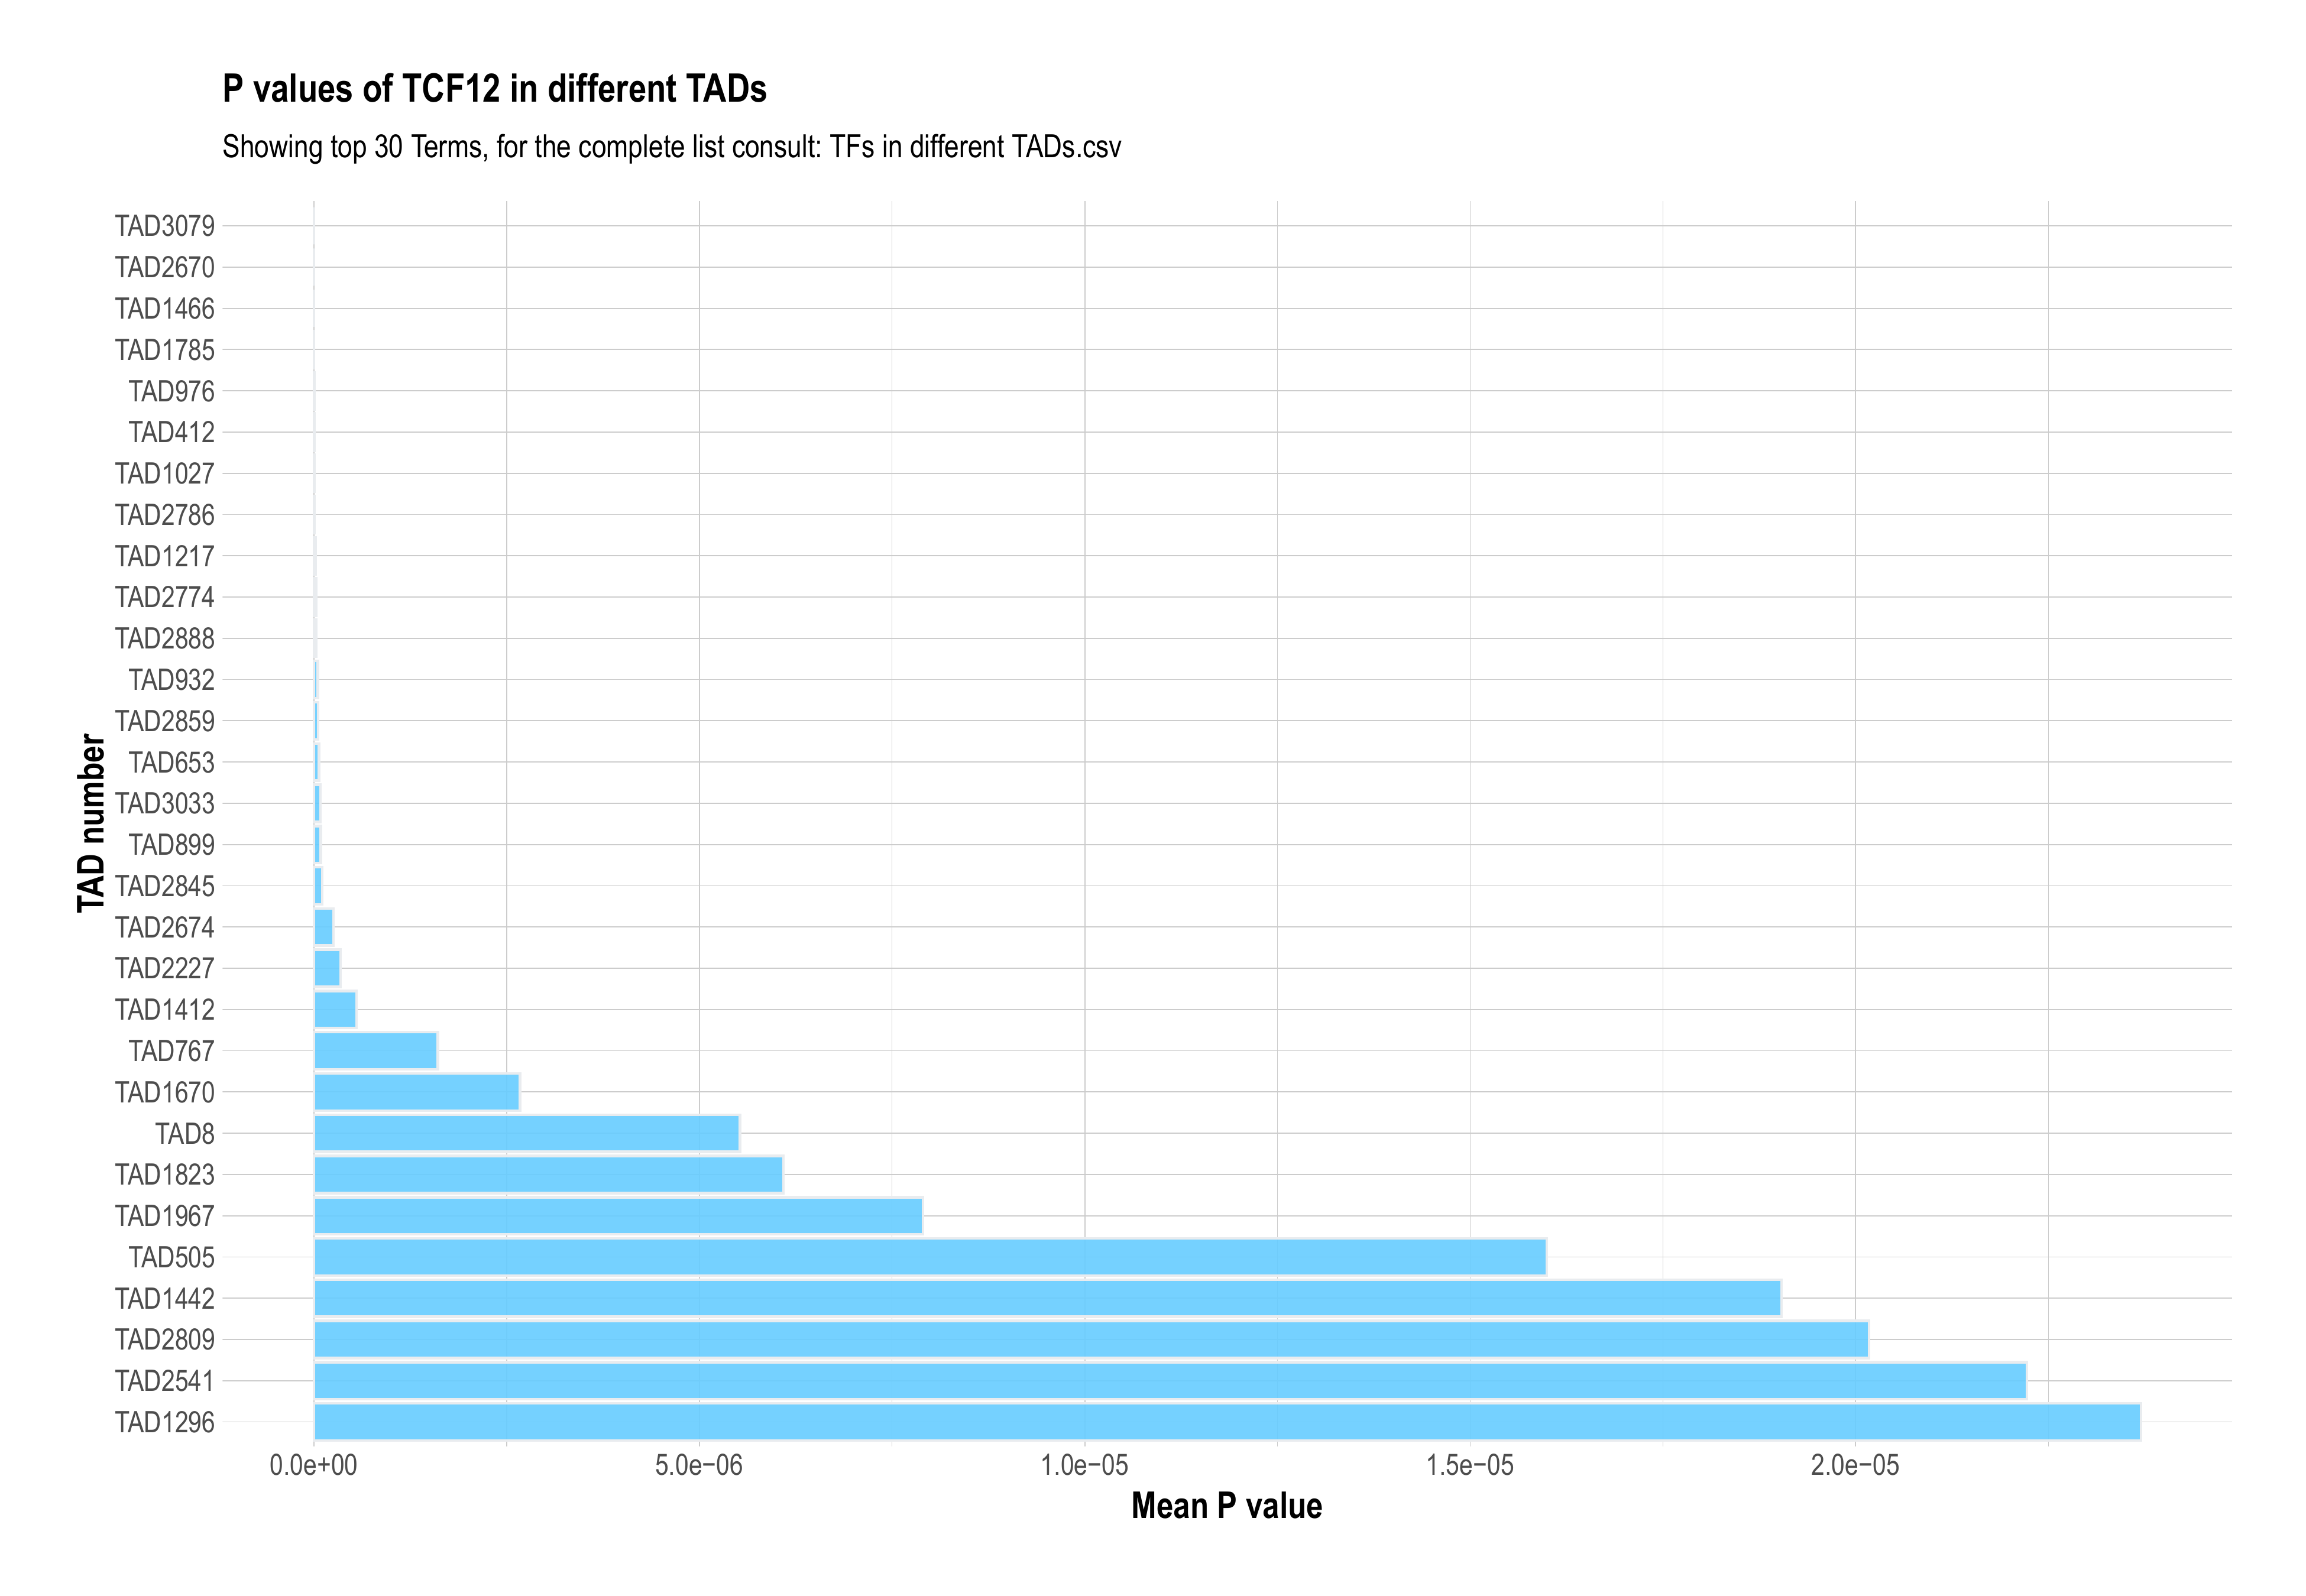 P values of TCF12 in different TADs
Showing top 30 Terms, for the complete list consult: TFs in different TADs.csv
TAD number
TAD3079
TAD2670
TAD1466
TAD1785
TAD976
TAD412
TAD1027
TAD2786
TAD1217
TAD2774
TAD2888
TAD932
TAD2859
TAD653
TAD3033
TAD899
TAD2845
TAD2674
TAD2227
TAD1412
TAD767
TAD1670
TAD8
TAD1823
TAD1967
TAD505
TAD1442
TAD2809
TAD2541
TAD1296
0.0e+00 5.0e−06 1.0e−05 1.5e−05 2.0e−05
Mean P value